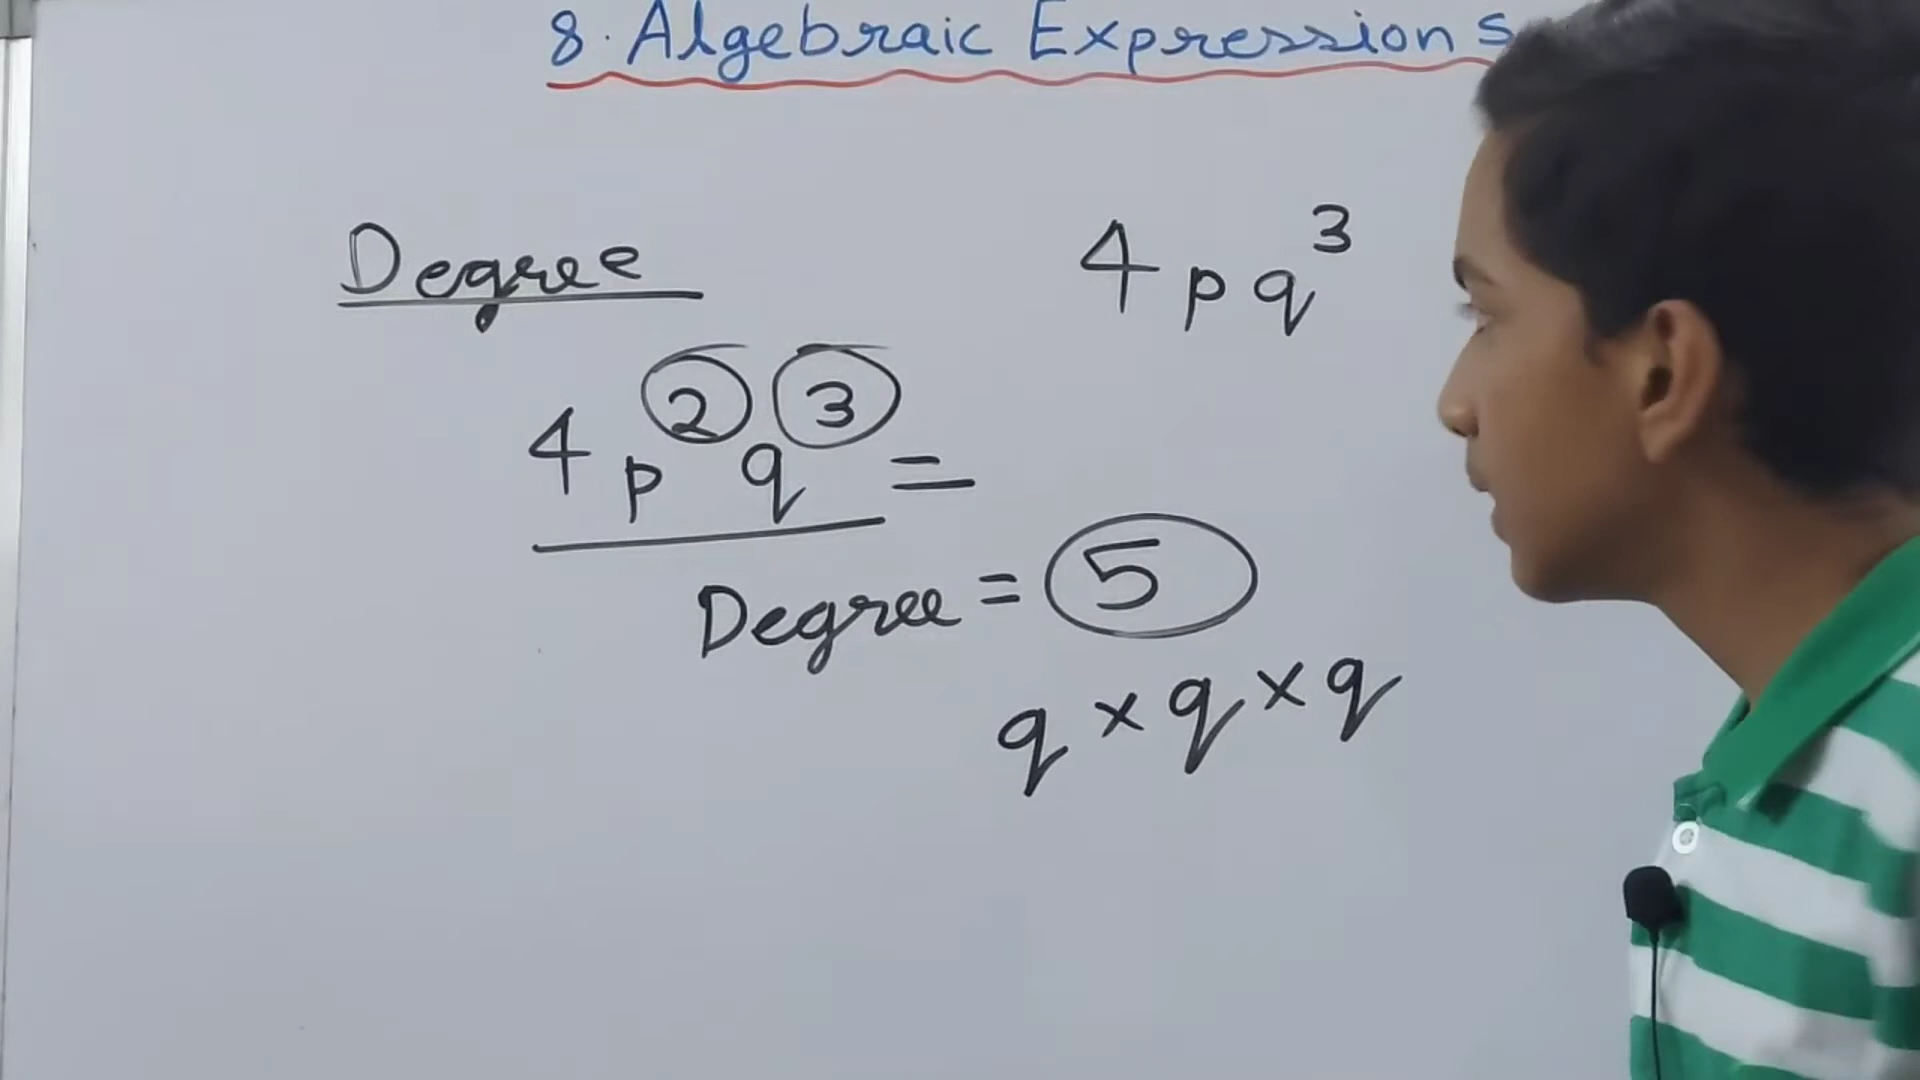 8. Algebraic Expressions
Degree
4pq³
4p²q³ =
Degree = 5
q × q × q